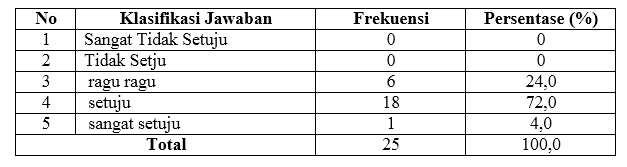 No Klasifikasi Jawaban Frekuensi Persentase (%)
1 Sangat Tidak Setuju 0 0
2 Tidak Setju 0 0
3 ragu ragu 6 24,0
4 setuju 18 72,0
5 sangat setuju 1 4,0
Total 25 100,0